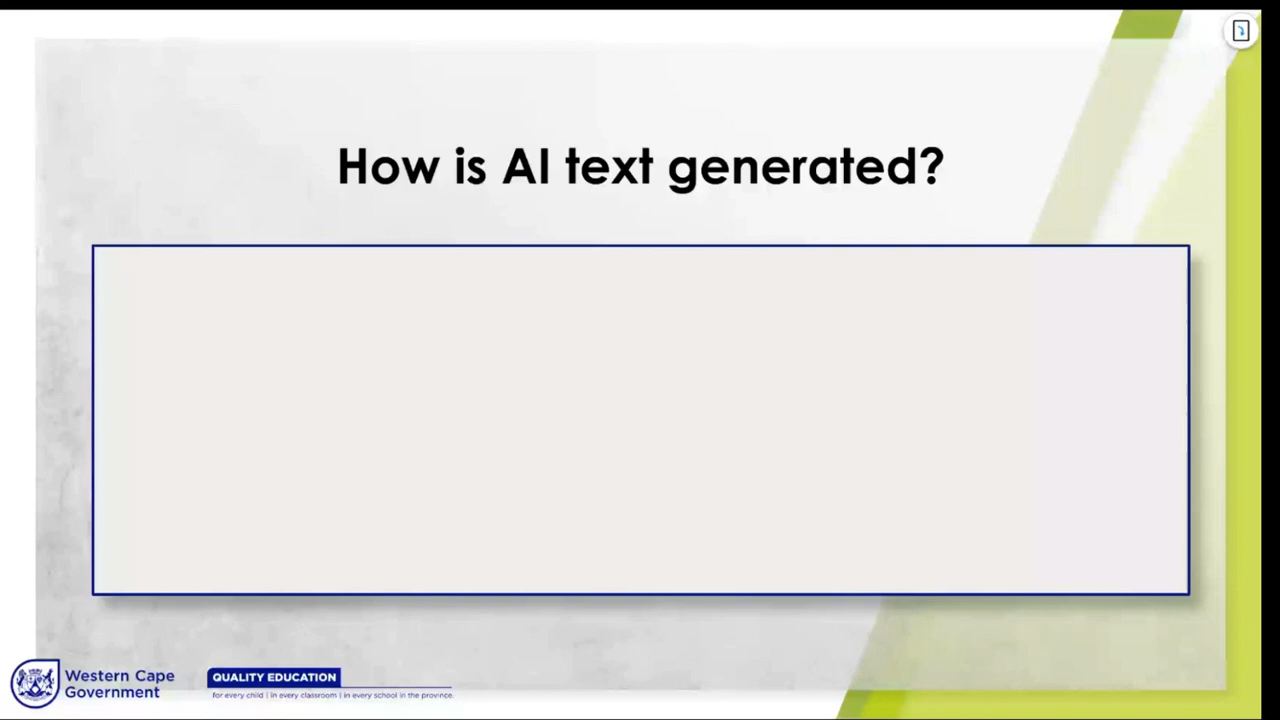 How is AI text generated?
Western Cape
Government
QUALITY EDUCATION
for every child | in every classroom | in every school in the province.